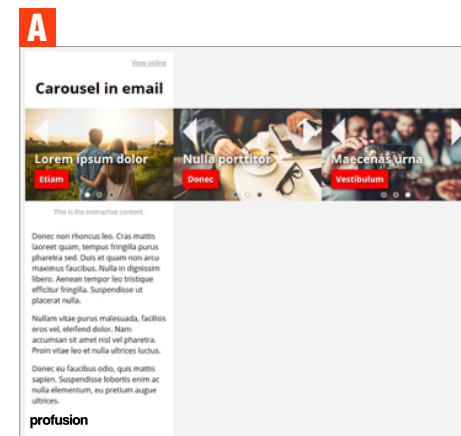 A
View online
Carousel in email
Lorem ipsum dolor
Nulla porttitor
Maecenas urna
Etiam
Donec
Vestibulum
This is the interactive content.
Donec non rhoncus leo. Cras mattis
laoreet quam, tempus fringilla purus
pharetra sed. Duis et quam non arcu
maximus faucibus. Nulla in dignissim
libero. Aenean tempor leo tristique
efficitur fringilla. Suspendisse ut
placerat nulla.
Nullam vitae purus malesuada, facilisis
eros vel, eleifend dolor. Nam
accumsan sit amet nisl vel pharetra.
Proin vitae leo et nulla ultrices luctus.
Donec eu faucibus odio, quis mattis
sapien. Suspendisse lobortis enim ac
nulla elementum, eu pretium augue
ultrices.
profusion